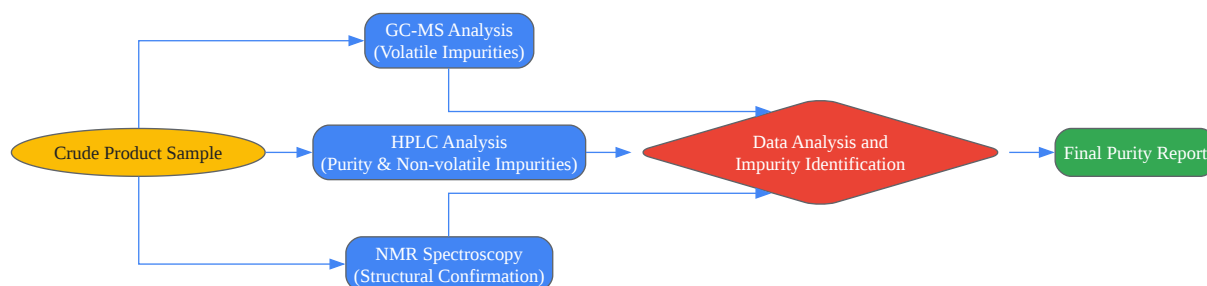 GC-MS Analysis
(Volatile Impurities)
Crude Product Sample
HPLC Analysis
(Purity & Non-volatile Impurities)
Data Analysis and
Impurity Identification
Final Purity Report
NMR Spectroscopy
(Structural Confirmation)